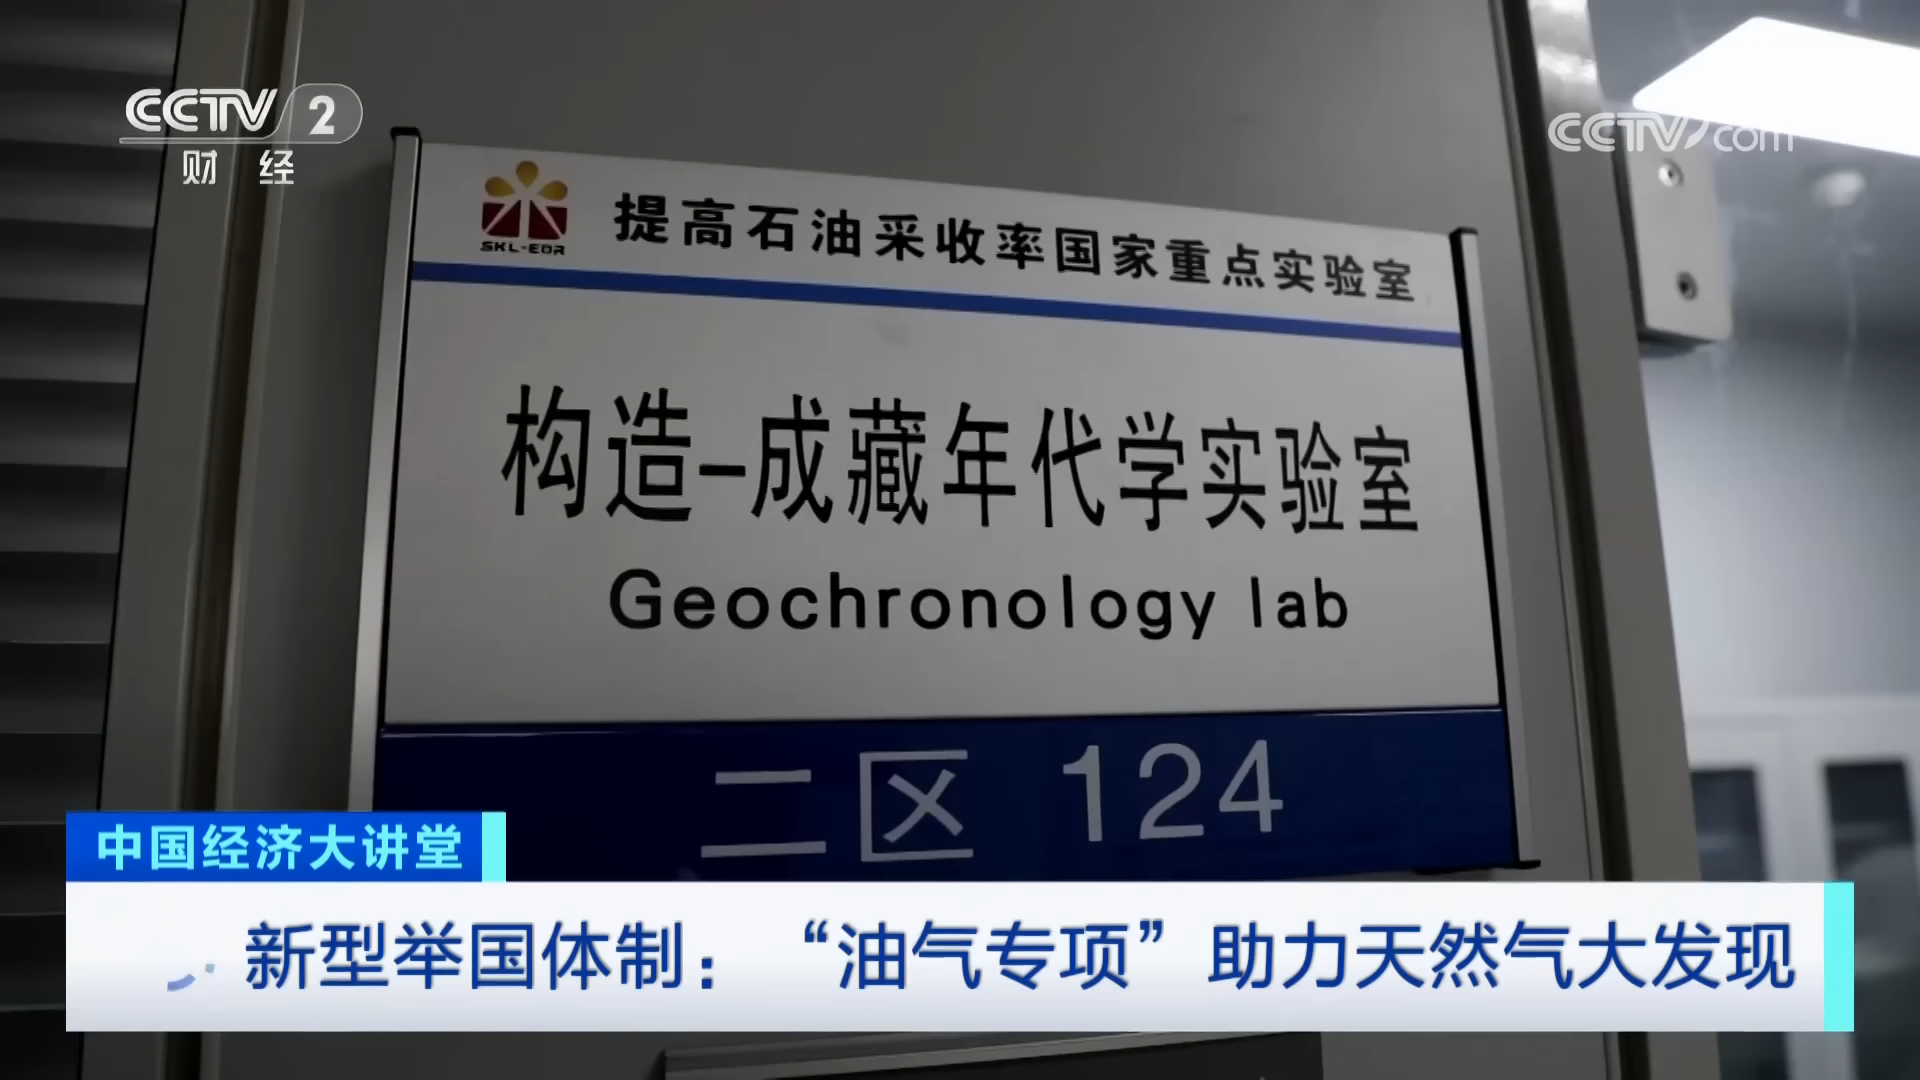 CCTV 2
财 经
CCTV.com
SKL-EOR
提高石油采收率国家重点实验室
构造-成藏年代学实验室
Geochronology lab
二区 124
中国经济大讲堂
新型举国体制：“油气专项”助力天然气大发现